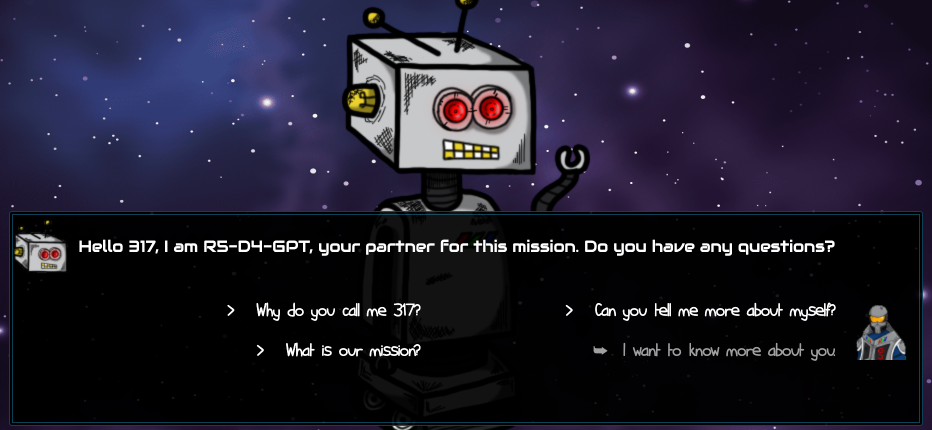 Hello 317, I am R5-D4-GPT, your partner for this mission. Do you have any questions?
> Why do you call me 317?
> Can you tell me more about myself?
> What is our mission?
I want to know more about you.